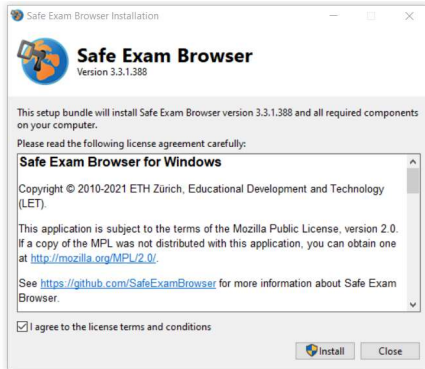 Safe Exam Browser Installation
Safe Exam Browser
Version 3.3.1.388
This setup bundle will install Safe Exam Browser version 3.3.1.388 and all required components
on your computer.
Please read the following license agreement carefully:
Safe Exam Browser for Windows
Copyright © 2010-2021 ETH Zürich, Educational Development and Technology
(LET).
This application is subject to the terms of the Mozilla Public License, version 2.0.
If a copy of the MPL was not distributed with this application, you can obtain one
at http://mozilla.org/MPL/2.0/.
See https://github.com/SafeExamBrowser for more information about Safe Exam
Browser.
I agree to the license terms and conditions
Install Close